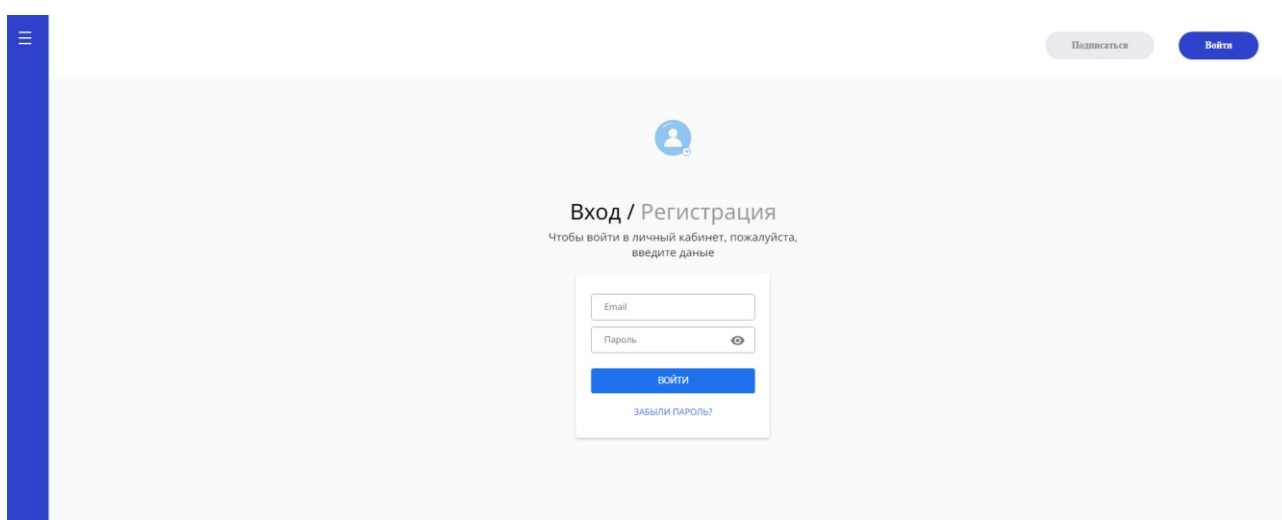 Подписаться
Войти
Вход / Регистрация
Чтобы войти в личный кабинет, пожалуйста,
введите даные
Email
Пароль
ВОЙТИ
ЗАБЫЛИ ПАРОЛЬ?